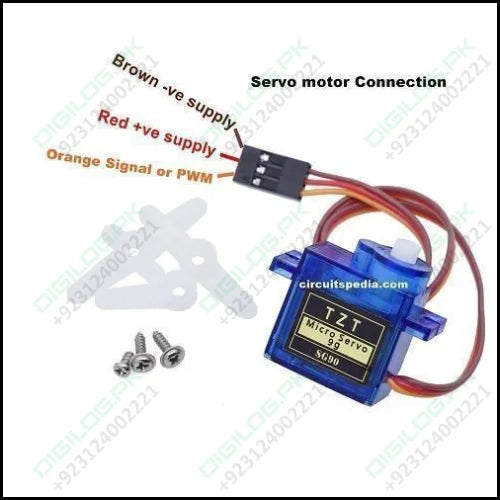 Servo motor Connection
Brown -ve supply
Red +ve supply
Orange Signal or PWM
circuitspedia.com
TZT
Micro Servo
9g
SG90
DIGILOG.PK
+923124002221